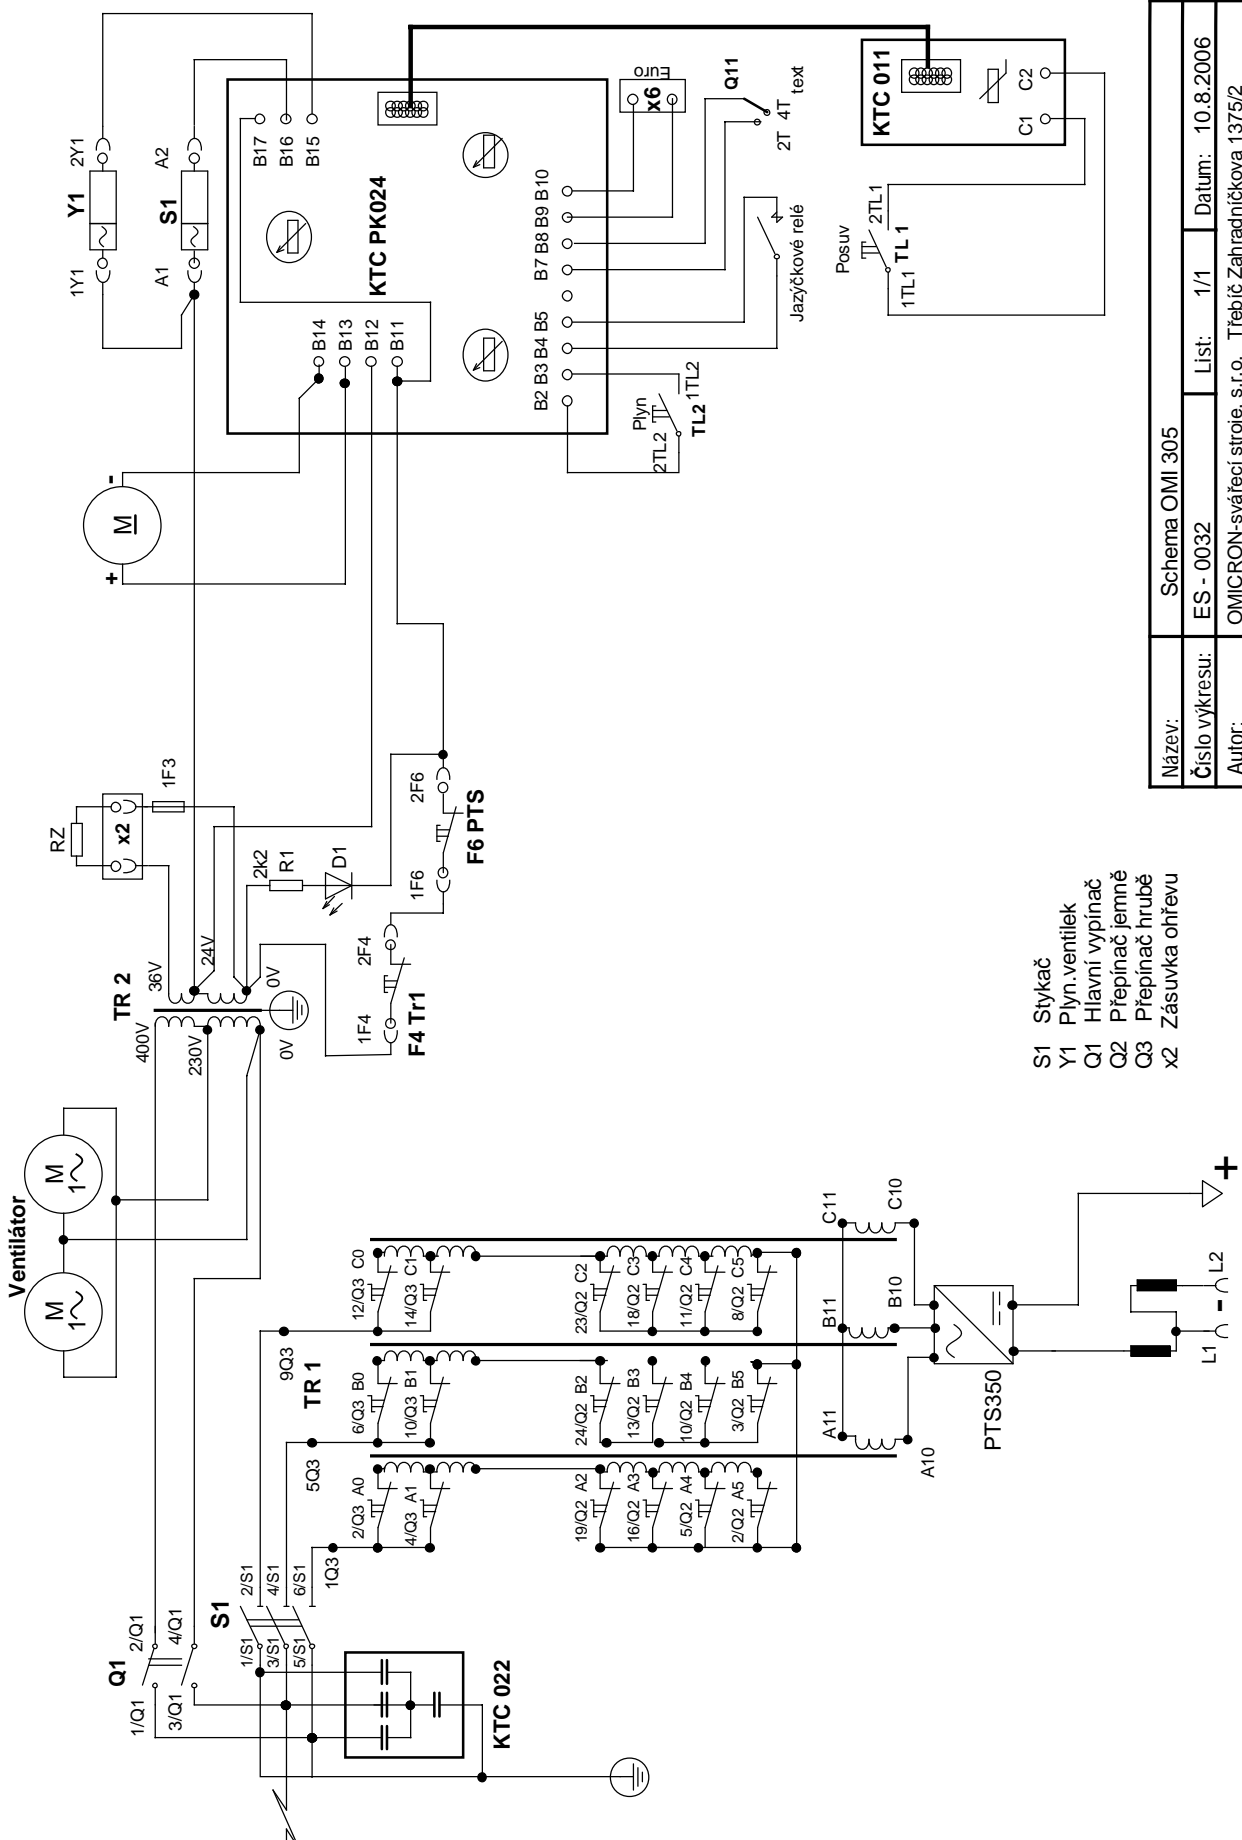 Ventilátor
M
1
M
1
Q1
1/Q1
2/Q1
3/Q1
4/Q1
S1
1/S1
2/S1
3/S1
4/S1
5/S1
6/S1
KTC 022
1Q3
5Q3
9Q3
TR 1
2/Q3 A0
4/Q3 A1
19/Q2 A2
16/Q2 A3
5/Q2 A4
2/Q2 A5
6/Q3 B0
10/Q3 B1
24/Q2 B2
13/Q2 B3
10/Q2 B4
3/Q2 B5
12/Q3 C0
14/Q3 C1
23/Q2 C2
18/Q2 C3
11/Q2 C4
8/Q2 C5
A11
A10
B11
B10
C11
C10
PTS350
L1
-
L2
+
TR 2
400V
230V
0V
36V
24V
0V
RZ
x2
1F3
2k2
R1
D1
1F4
2F4
F4 Tr1
1F6
2F6
F6 PTS
+
M
-
Y1
1Y1
2Y1
S1
A1
A2
KTC PK024
B17
B16
B15
B14
B13
B12
B11
B2 B3 B4 B5 B7 B8 B9 B10
Plyn
2TL2
1TL2
TL2
Jazýčkové relé
Q11
2T
4T
text
x6
Euro
KTC 011
C1
C2
Posuv
1TL1
2TL1
TL1
S1 Stykač
Y1 Plyn.ventilek
Q1 Hlavní vypínač
Q2 Přepínač jemně
Q3 Přepínač hrubě
x2 Zásuvka ohřevu
Název: Schema OMI 305
Číslo výkresu: ES - 0032 List: 1/1 Datum: 10.8.2006
Autor: OMICRON-svářecí stroje, s.r.o. Třebíč Zahradníčkova 1375/2